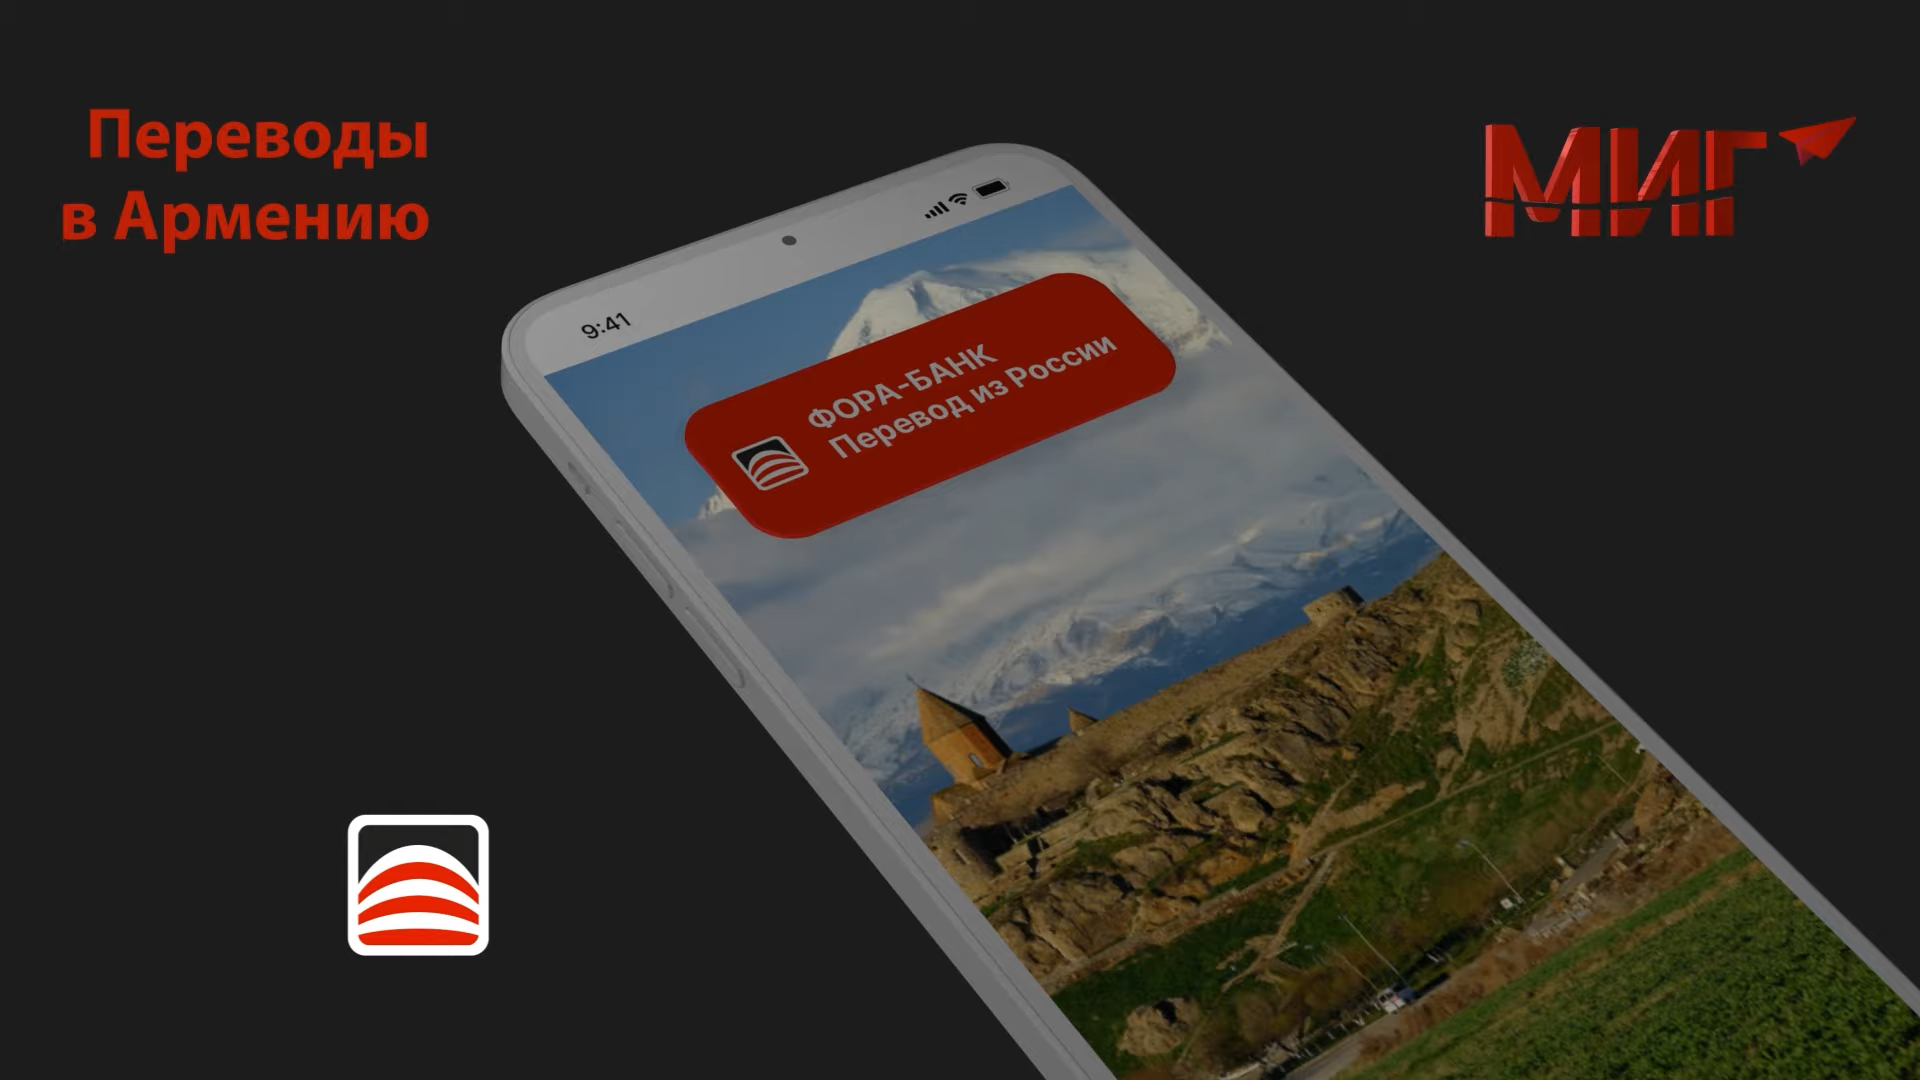 Переводы
в Армению
МИГ
9:41
ФОРА-БАНК
Перевод из России